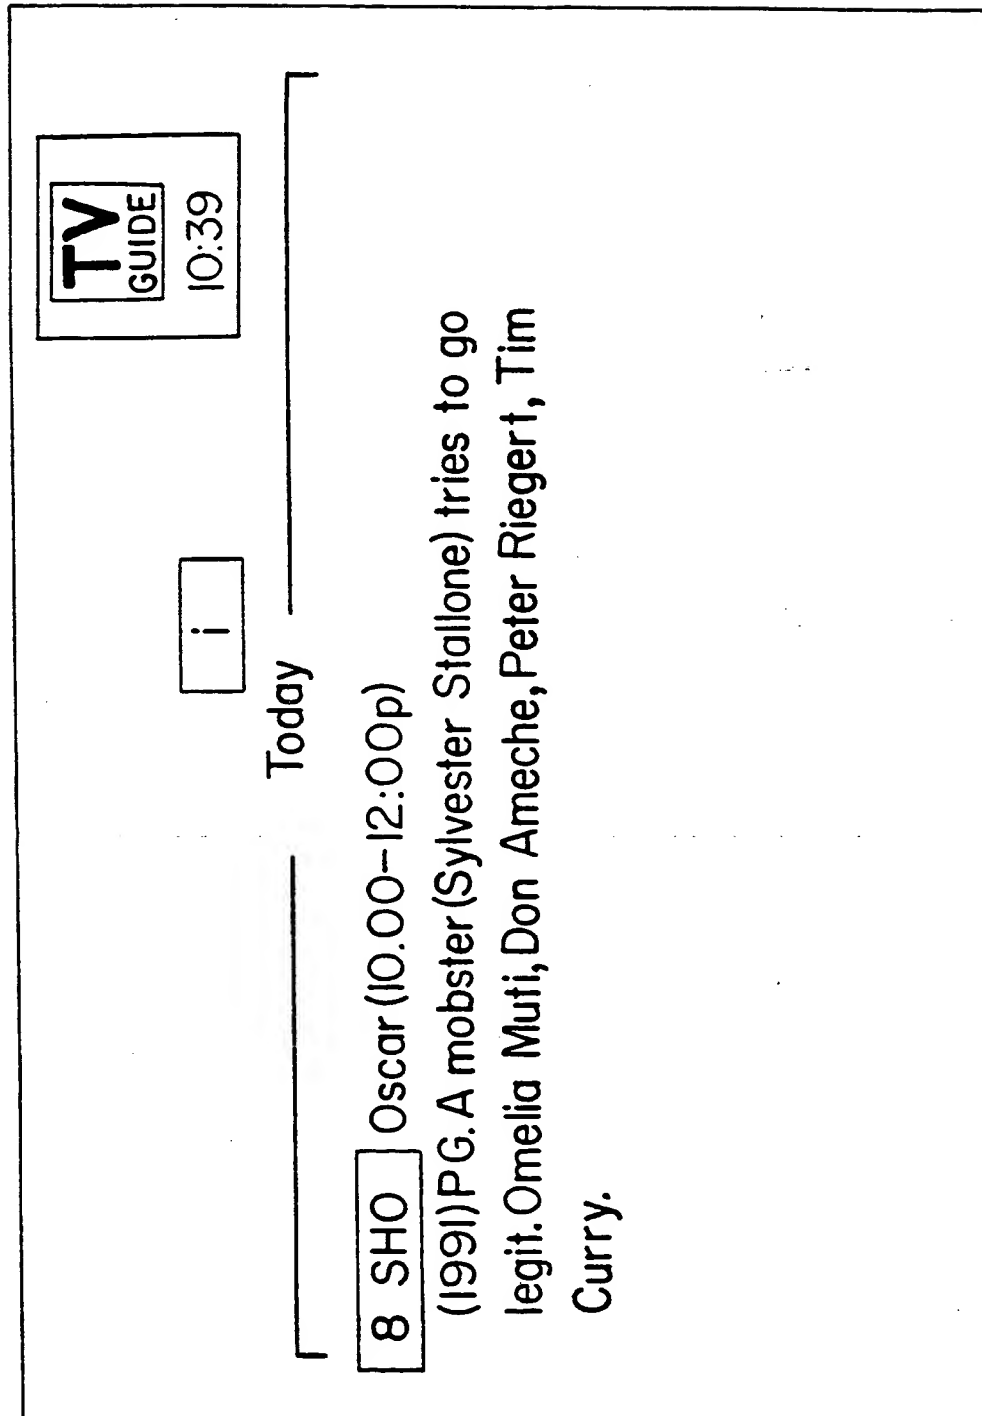 TV
GUIDE
10:39
i
Today
8 SHO Oscar (10.00-12:00p)
(1991)PG. A mobster (Sylvester Stallone) tries to go
legit. Omelia Muti, Don Ameche, Peter Riegert, Tim
Curry.